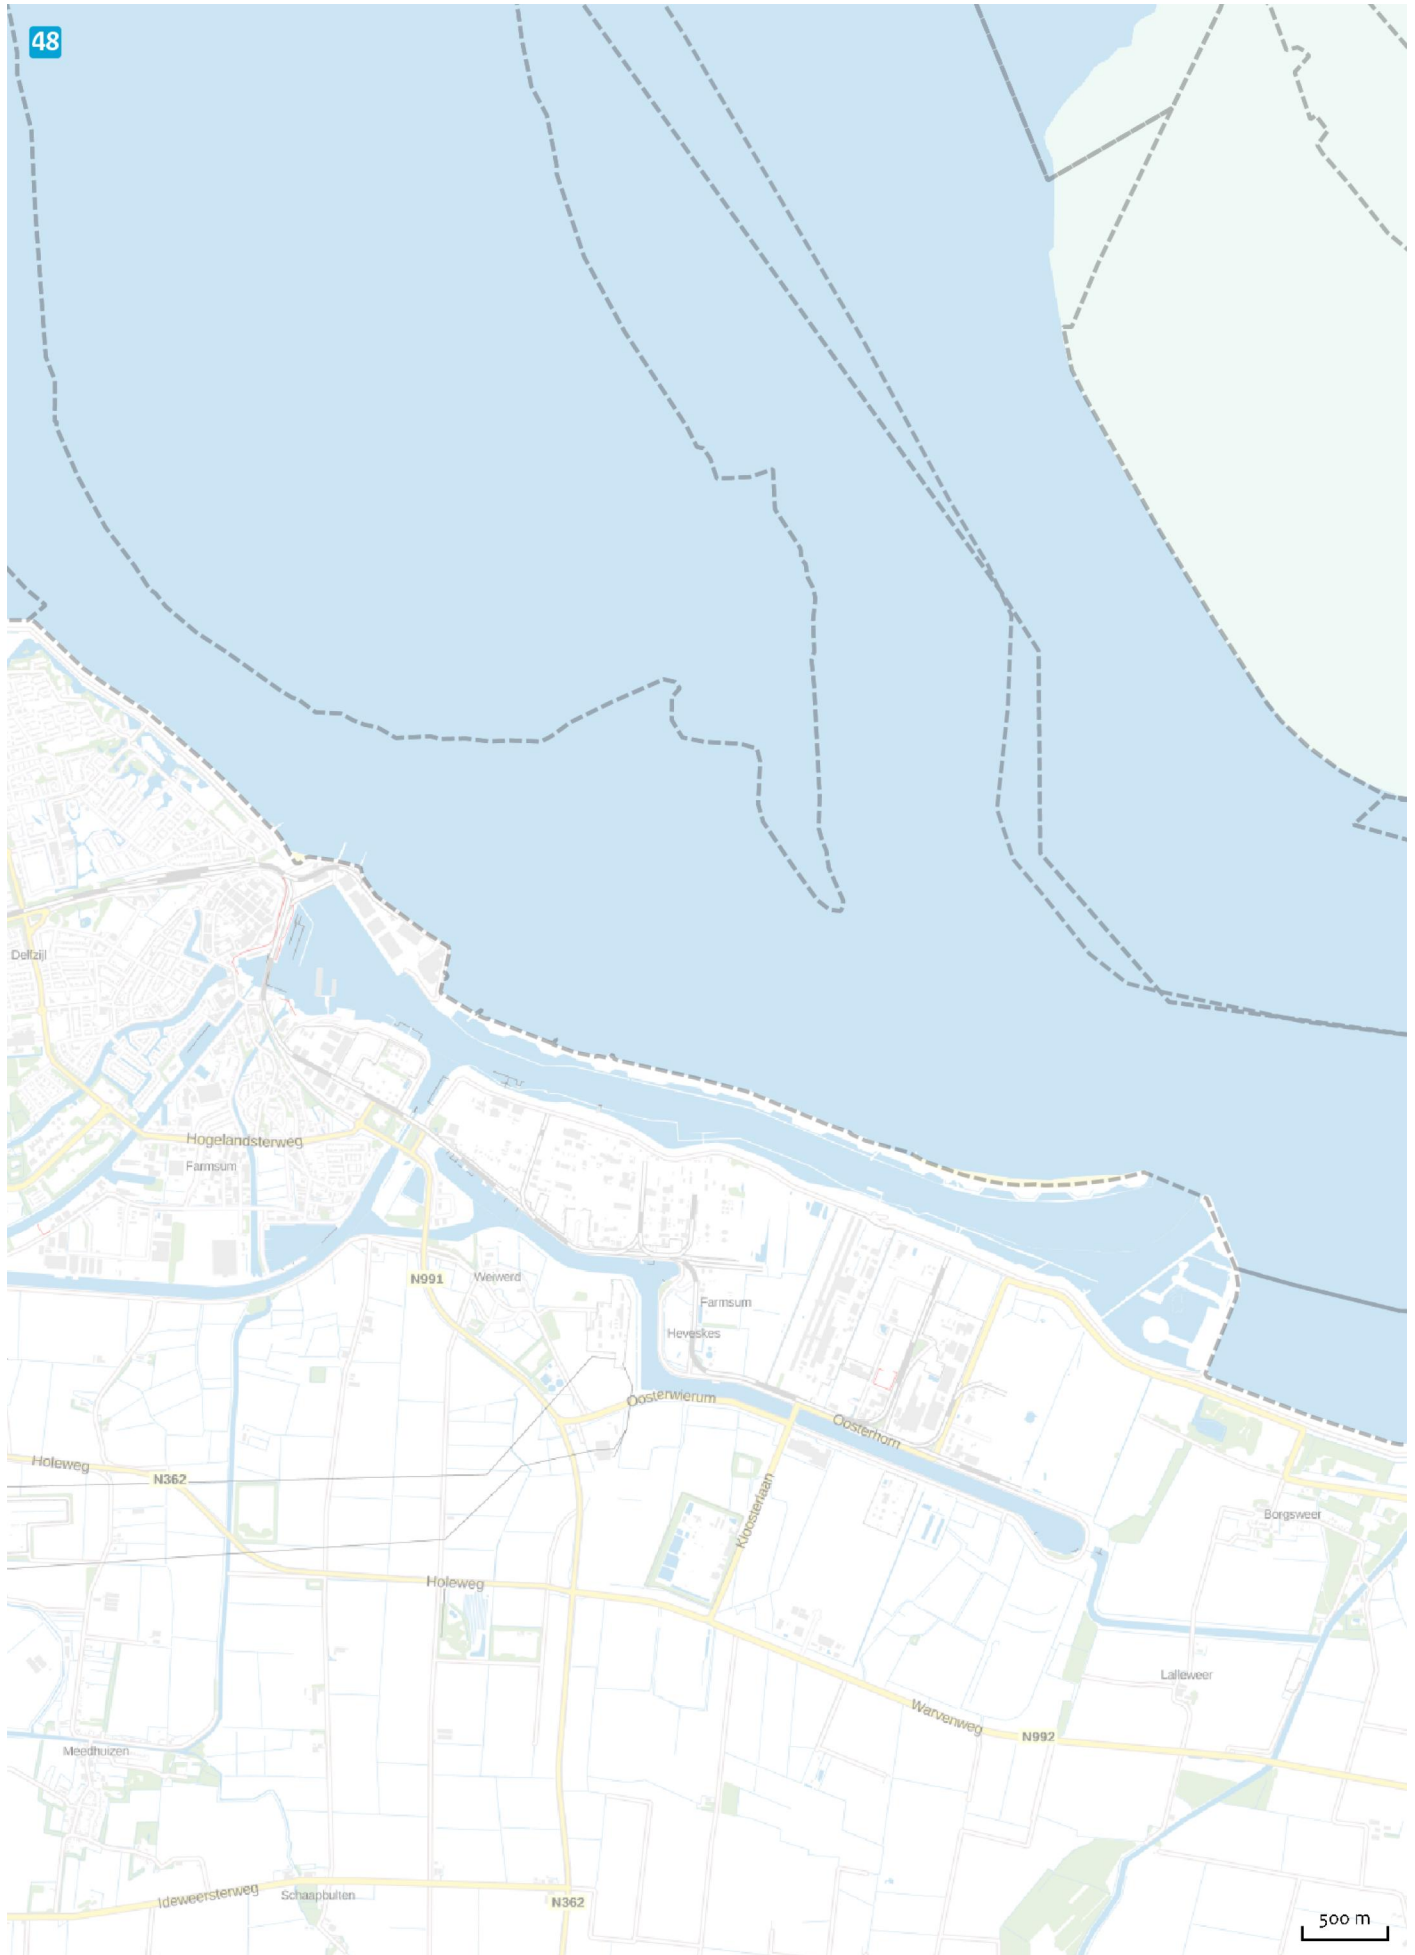 48
Delfzijl
Hogelandsterweg
Farmsum
N991
Weiwerd
Farmsum
Heveskes
Oosterwierum
Oosterhorn
Holeweg
N362
Kloosterlaan
Borgsweer
Holeweg
Lalleweer
Warvenweg
N992
Meedhuizen
Ideweersterweg
Schaapbulten
N362
500 m